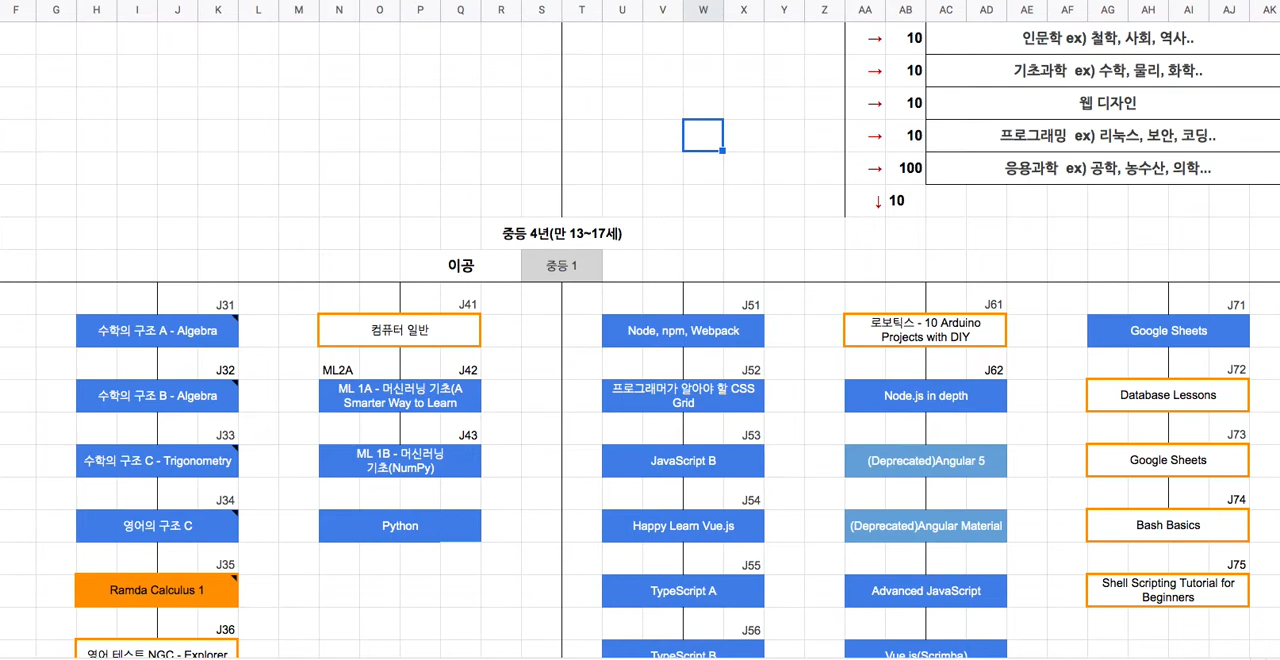 F G H I J K L M N O P Q R S T U V W X Y Z AA AB AC AD AE AF AG AH AI AJ AK
→ 10 인문학 ex) 철학, 사회, 역사..
→ 10 기초과학 ex) 수학, 물리, 화학..
→ 10 웹 디자인
→ 10 프로그래밍 ex) 리눅스, 보안, 코딩..
→ 100 응용과학 ex) 공학, 농수산, 의학...
↓ 10
중등 4년(만 13~17세)
이공 중등 1
J31
수학의 구조 A - Algebra
J32
수학의 구조 B - Algebra
J33
수학의 구조 C - Trigonometry
J34
영어의 구조 C
J35
Ramda Calculus 1
J36
영어 테스트 NGC - Explorer
J41
컴퓨터 일반
ML2A J42
ML 1A - 머신러닝 기초(A
Smarter Way to Learn
J43
ML 1B - 머신러닝
기초(NumPy)
Python
J51
Node, npm, Webpack
J52
프로그래머가 알아야 할 CSS
Grid
J53
JavaScript B
J54
Happy Learn Vue.js
J55
TypeScript A
J56
TypeScript B
J61
로보틱스 - 10 Arduino
Projects with DIY
J62
Node.js in depth
(Deprecated)Angular 5
(Deprecated)Angular Material
Advanced JavaScript
Vue.js(Scrimba)
J71
Google Sheets
J72
Database Lessons
J73
Google Sheets
J74
Bash Basics
J75
Shell Scripting Tutorial for
Beginners